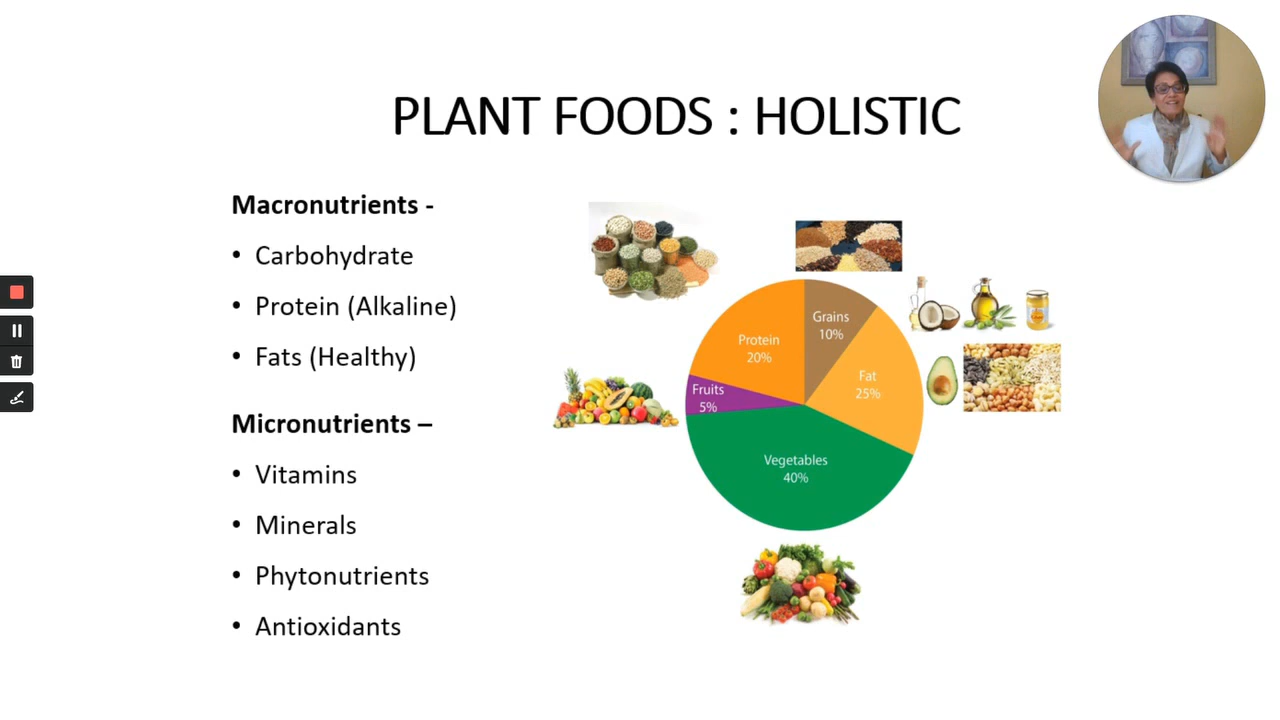 PLANT FOODS : HOLISTIC
Macronutrients -
• Carbohydrate
• Protein (Alkaline)
• Fats (Healthy)
Micronutrients –
• Vitamins
• Minerals
• Phytonutrients
• Antioxidants
Grains
10%
Protein
20%
Fat
25%
Fruits
5%
Vegetables
40%